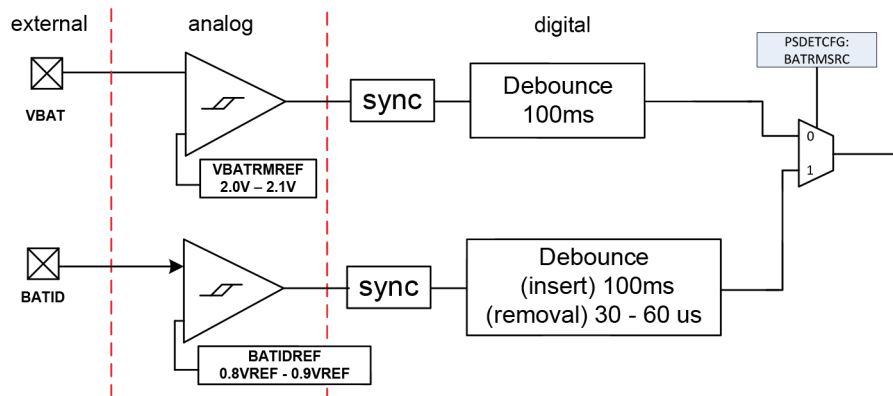 external
analog
digital
PSDETCFG:
BATRMSRC
VBAT
sync
Debounce
100ms
0
1
VBATRMREF
2.0V – 2.1V
BATID
sync
Debounce
(insert) 100ms
(removal) 30 - 60 us
BATIDREF
0.8VREF - 0.9VREF